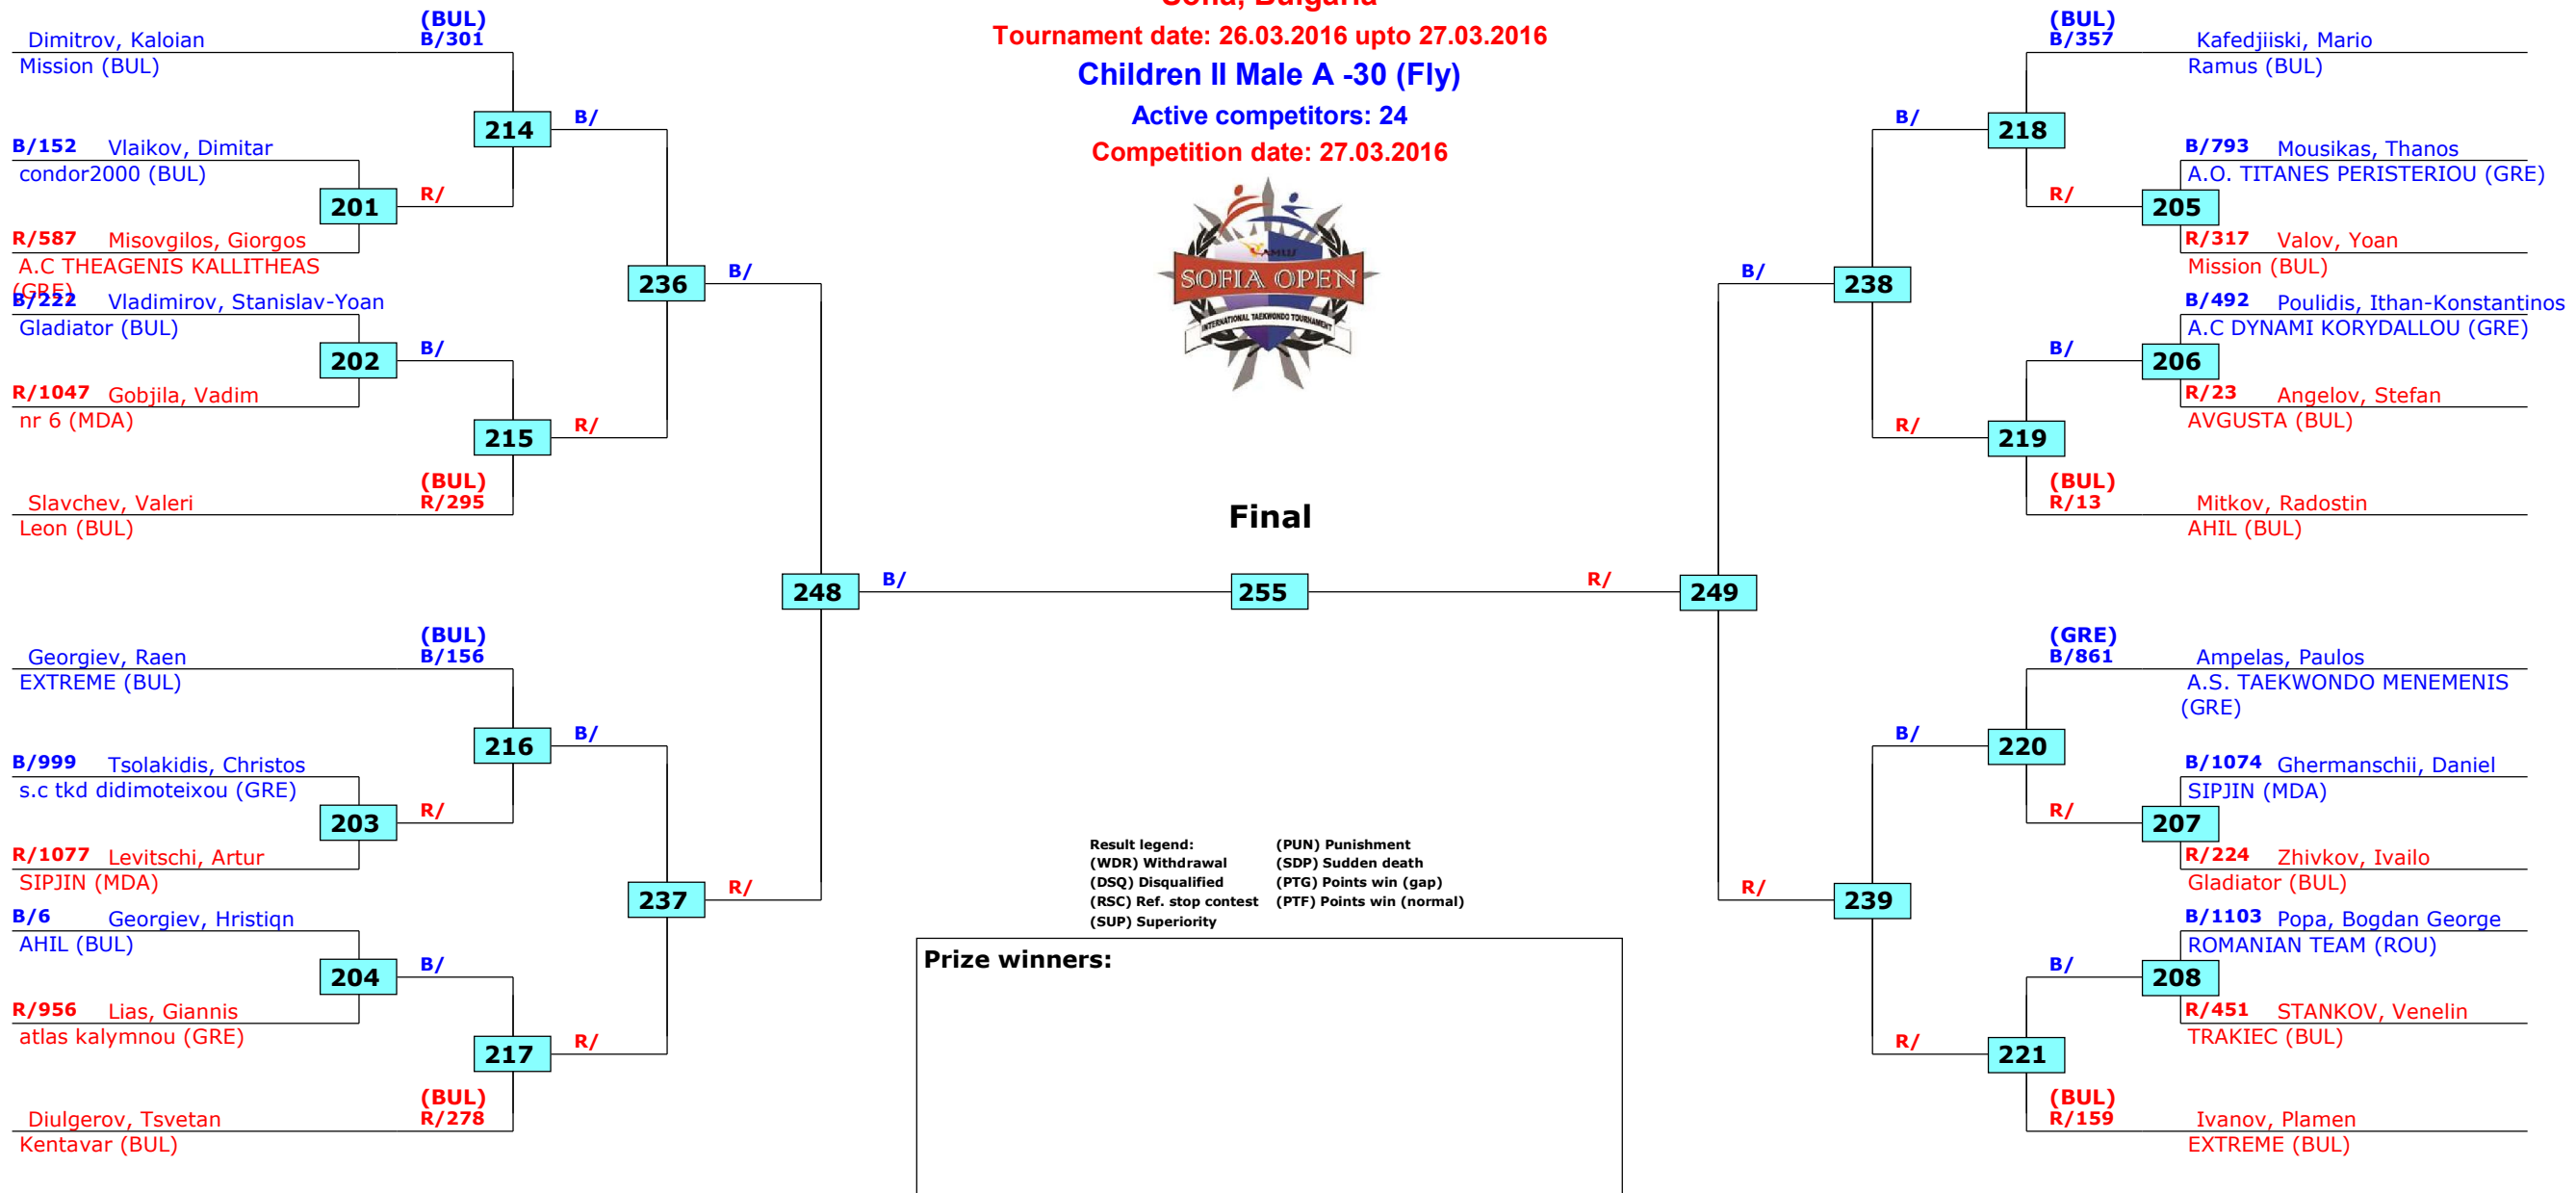 Sofia, Bulgaria
Tournament date: 26.03.2016 upto 27.03.2016
Children II Male A -30 (Fly)
Active competitors: 24
Competition date: 27.03.2016
RAMUS
SOFIA OPEN
INTERNATIONAL TAEKWONDO TOURNAMENT
(BUL)
Dimitrov, Kaloian B/301
Mission (BUL)
214 B/
B/152 Vlaikov, Dimitar
condor2000 (BUL)
201 R/
R/587 Misovgilos, Giorgos
A.C THEAGENIS KALLITHEAS
(GRE)
236 B/
B/222 Vladimirov, Stanislav-Yoan
Gladiator (BUL)
202 B/
R/1047 Gobjila, Vadim
nr 6 (MDA)
215 R/
(BUL)
Slavchev, Valeri R/295
Leon (BUL)
248 B/
(BUL)
Georgiev, Raen B/156
EXTREME (BUL)
216 B/
B/999 Tsolakidis, Christos
s.c tkd didimoteixou (GRE)
203 R/
R/1077 Levitschi, Artur
SIPJIN (MDA)
237 R/
B/6 Georgiev, Hristiqn
AHIL (BUL)
204 B/
R/956 Lias, Giannis
atlas kalymnou (GRE)
217 R/
(BUL)
Diulgerov, Tsvetan R/278
Kentavar (BUL)
Final
255
(BUL)
B/357 Kafedjiiski, Mario
Ramus (BUL)
B/ 218
B/793 Mousikas, Thanos
A.O. TITANES PERISTERIOU (GRE)
R/ 205
R/317 Valov, Yoan
Mission (BUL)
B/ 238
B/492 Poulidis, Ithan-Konstantinos
A.C DYNAMI KORYDALLOU (GRE)
B/ 206
R/23 Angelov, Stefan
AVGUSTA (BUL)
R/ 219
(BUL)
R/13 Mitkov, Radostin
AHIL (BUL)
R/ 249
(GRE)
B/861 Ampelas, Paulos
A.S. TAEKWONDO MENEMENIS
(GRE)
B/ 220
B/1074 Ghermanschii, Daniel
SIPJIN (MDA)
R/ 207
R/224 Zhivkov, Ivailo
Gladiator (BUL)
R/ 239
B/1103 Popa, Bogdan George
ROMANIAN TEAM (ROU)
B/ 208
R/451 STANKOV, Venelin
TRAKIEC (BUL)
R/ 221
(BUL)
R/159 Ivanov, Plamen
EXTREME (BUL)
Result legend: (PUN) Punishment
(WDR) Withdrawal (SDP) Sudden death
(DSQ) Disqualified (PTG) Points win (gap)
(RSC) Ref. stop contest (PTF) Points win (normal)
(SUP) Superiority
Prize winners: